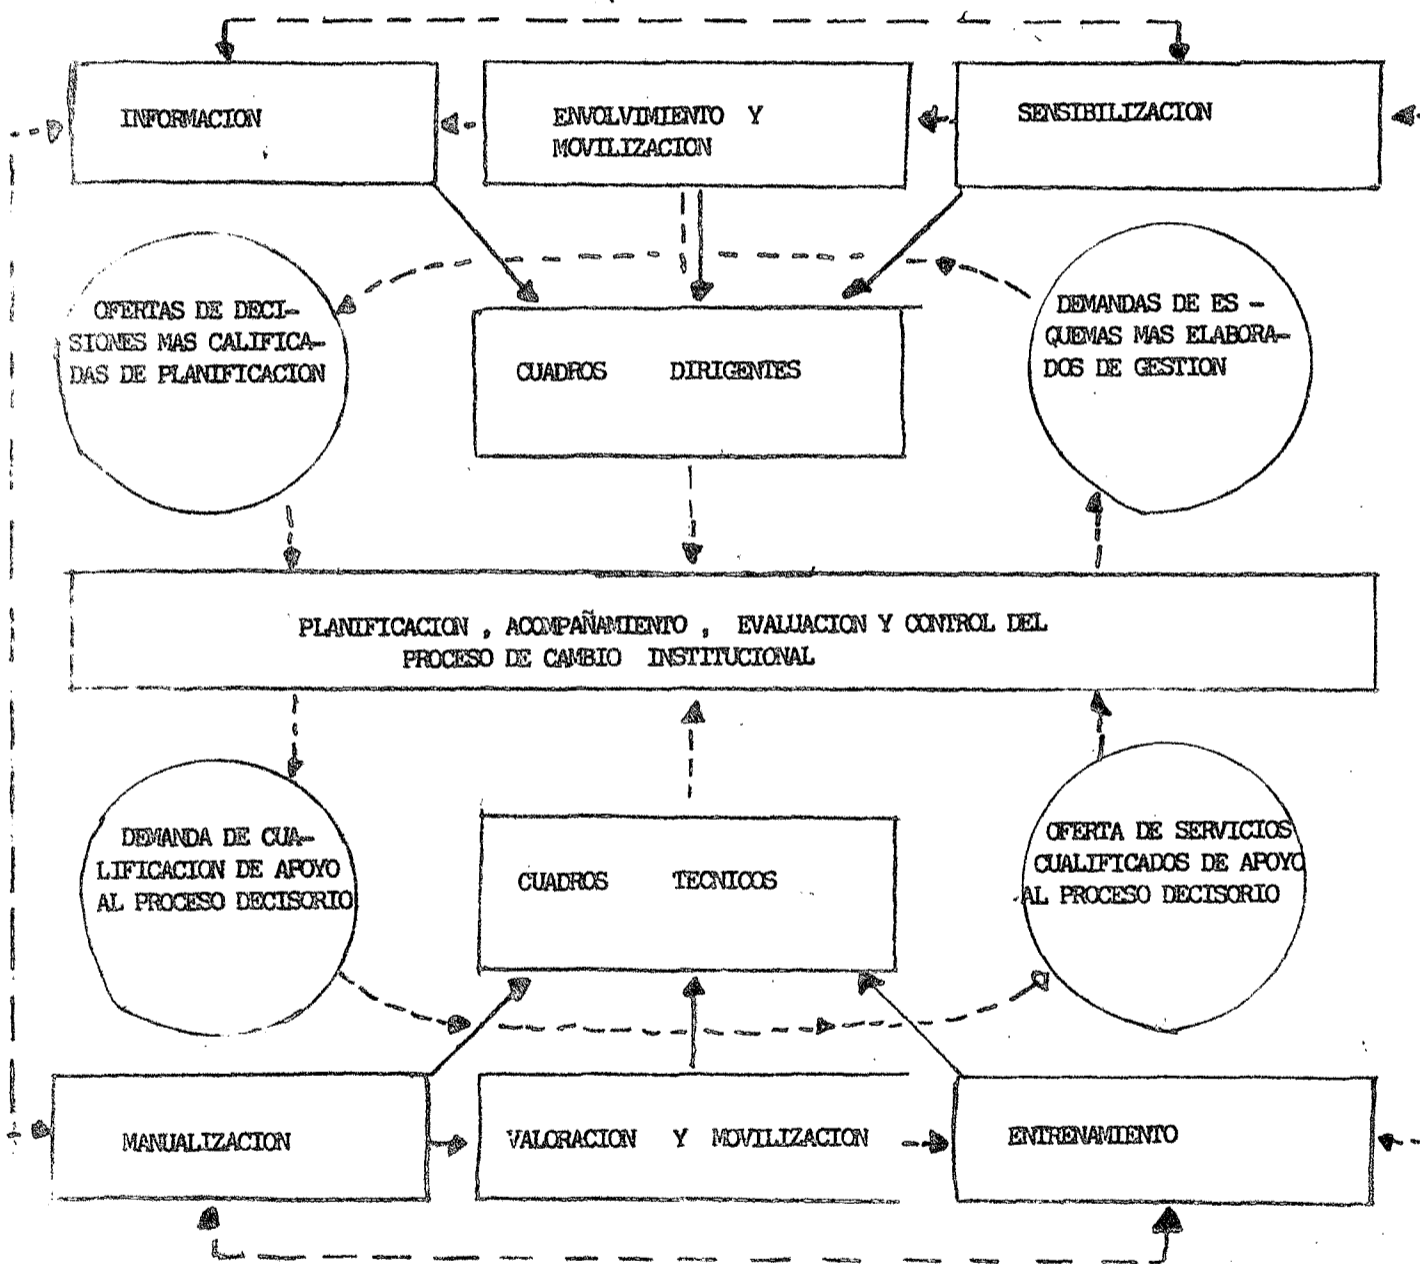 INFORMACION
ENVOLVIMIENTO Y
MOVILIZACION
SENSIBILIZACION
OFERTAS DE DECI-
SIONES MAS CALIFICA-
DAS DE PLANIFICACION
CUADROS DIRIGENTES
DEMANDAS DE ES -
QUEMAS MAS ELABORA-
DOS DE GESTION
PLANIFICACION , ACOMPAÑAMIENTO , EVALUACION Y CONTROL DEL
PROCESO DE CAMBIO INSTITUCIONAL
DEMANDA DE CUA-
LIFICACION DE APOYO
AL PROCESO DECISORIO
CUADROS TECNICOS
OFERTA DE SERVICIOS
CUALIFICADOS DE APOYO
AL PROCESO DECISORIO
MANUALIZACION
VALORACION Y MOVILIZACION
ENTRENAMIENTO